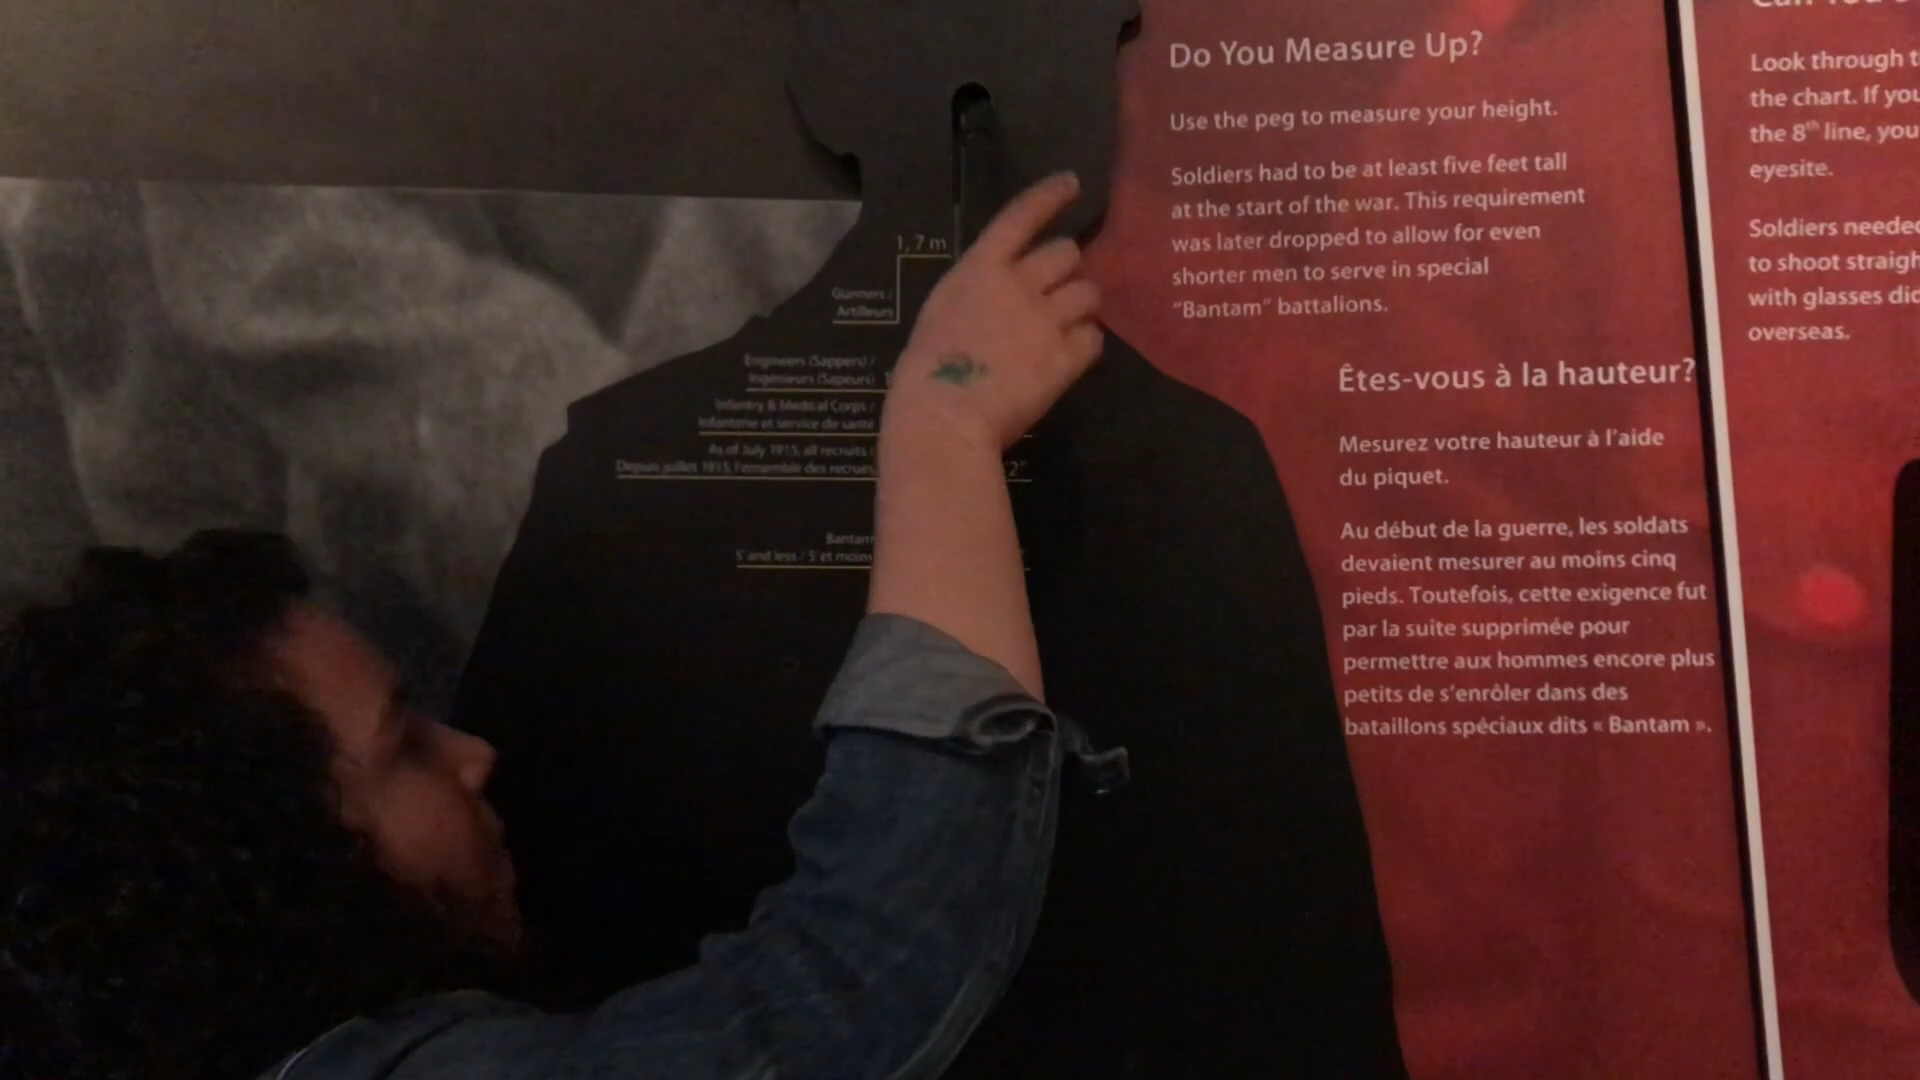 Do You Measure Up?
Use the peg to measure your height.
Soldiers had to be at least five feet tall
at the start of the war. This requirement
was later dropped to allow for even
shorter men to serve in special
“Bantam” battalions.
Êtes-vous à la hauteur?
Mesurez votre hauteur à l’aide
du piquet.
Au début de la guerre, les soldats
devaient mesurer au moins cinq
pieds. Toutefois, cette exigence fut
par la suite supprimée pour
permettre aux hommes encore plus
petits de s’enrôler dans des
bataillons spéciaux dits « Bantam ».
1, 7 m
Gunners /
Artilleurs
Engineers (Sappers) /
Ingénieurs (Sapeurs)
Infantry & Medical Corps /
Infanterie et service de santé
As of July 1915, all recruits /
Depuis juillet 1915, l'ensemble des recrues
2"
Bantam
5' and less / 5' et moins
Look through
the chart. If you
the 8th line, you
eyesite.
Soldiers needed
to shoot straigh
with glasses did
overseas.